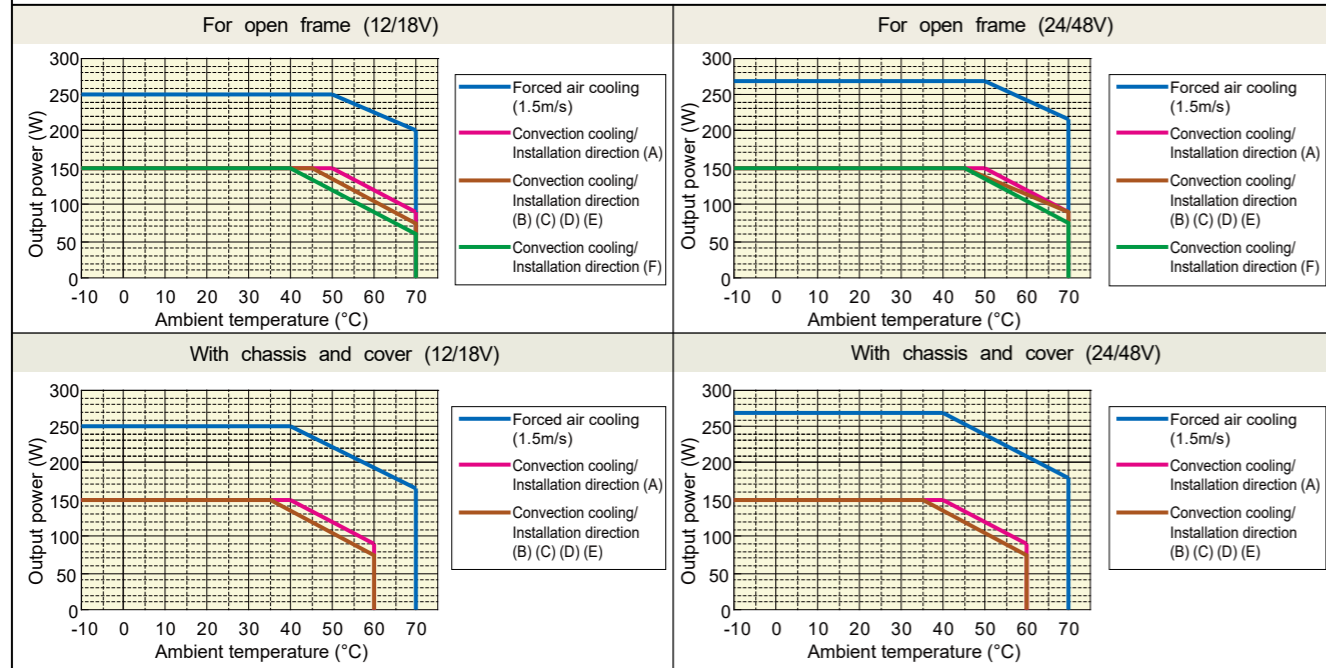 For open frame (12/18V)
300
250
200
150
100
50
0
Output power (W)
-10 0 10 20 30 40 50 60 70
Ambient temperature (°C)
Forced air cooling
(1.5m/s)
Convection cooling/
Installation direction (A)
Convection cooling/
Installation direction
(B) (C) (D) (E)
Convection cooling/
Installation direction (F)
For open frame (24/48V)
300
250
200
150
100
50
0
Output power (W)
-10 0 10 20 30 40 50 60 70
Ambient temperature (°C)
Forced air cooling
(1.5m/s)
Convection cooling/
Installation direction (A)
Convection cooling/
Installation direction
(B) (C) (D) (E)
Convection cooling/
Installation direction (F)
With chassis and cover (12/18V)
300
250
200
150
100
50
0
Output power (W)
-10 0 10 20 30 40 50 60 70
Ambient temperature (°C)
Forced air cooling
(1.5m/s)
Convection cooling/
Installation direction (A)
Convection cooling/
Installation direction
(B) (C) (D) (E)
With chassis and cover (24/48V)
300
250
200
150
100
50
0
Output power (W)
-10 0 10 20 30 40 50 60 70
Ambient temperature (°C)
Forced air cooling
(1.5m/s)
Convection cooling/
Installation direction (A)
Convection cooling/
Installation direction
(B) (C) (D) (E)